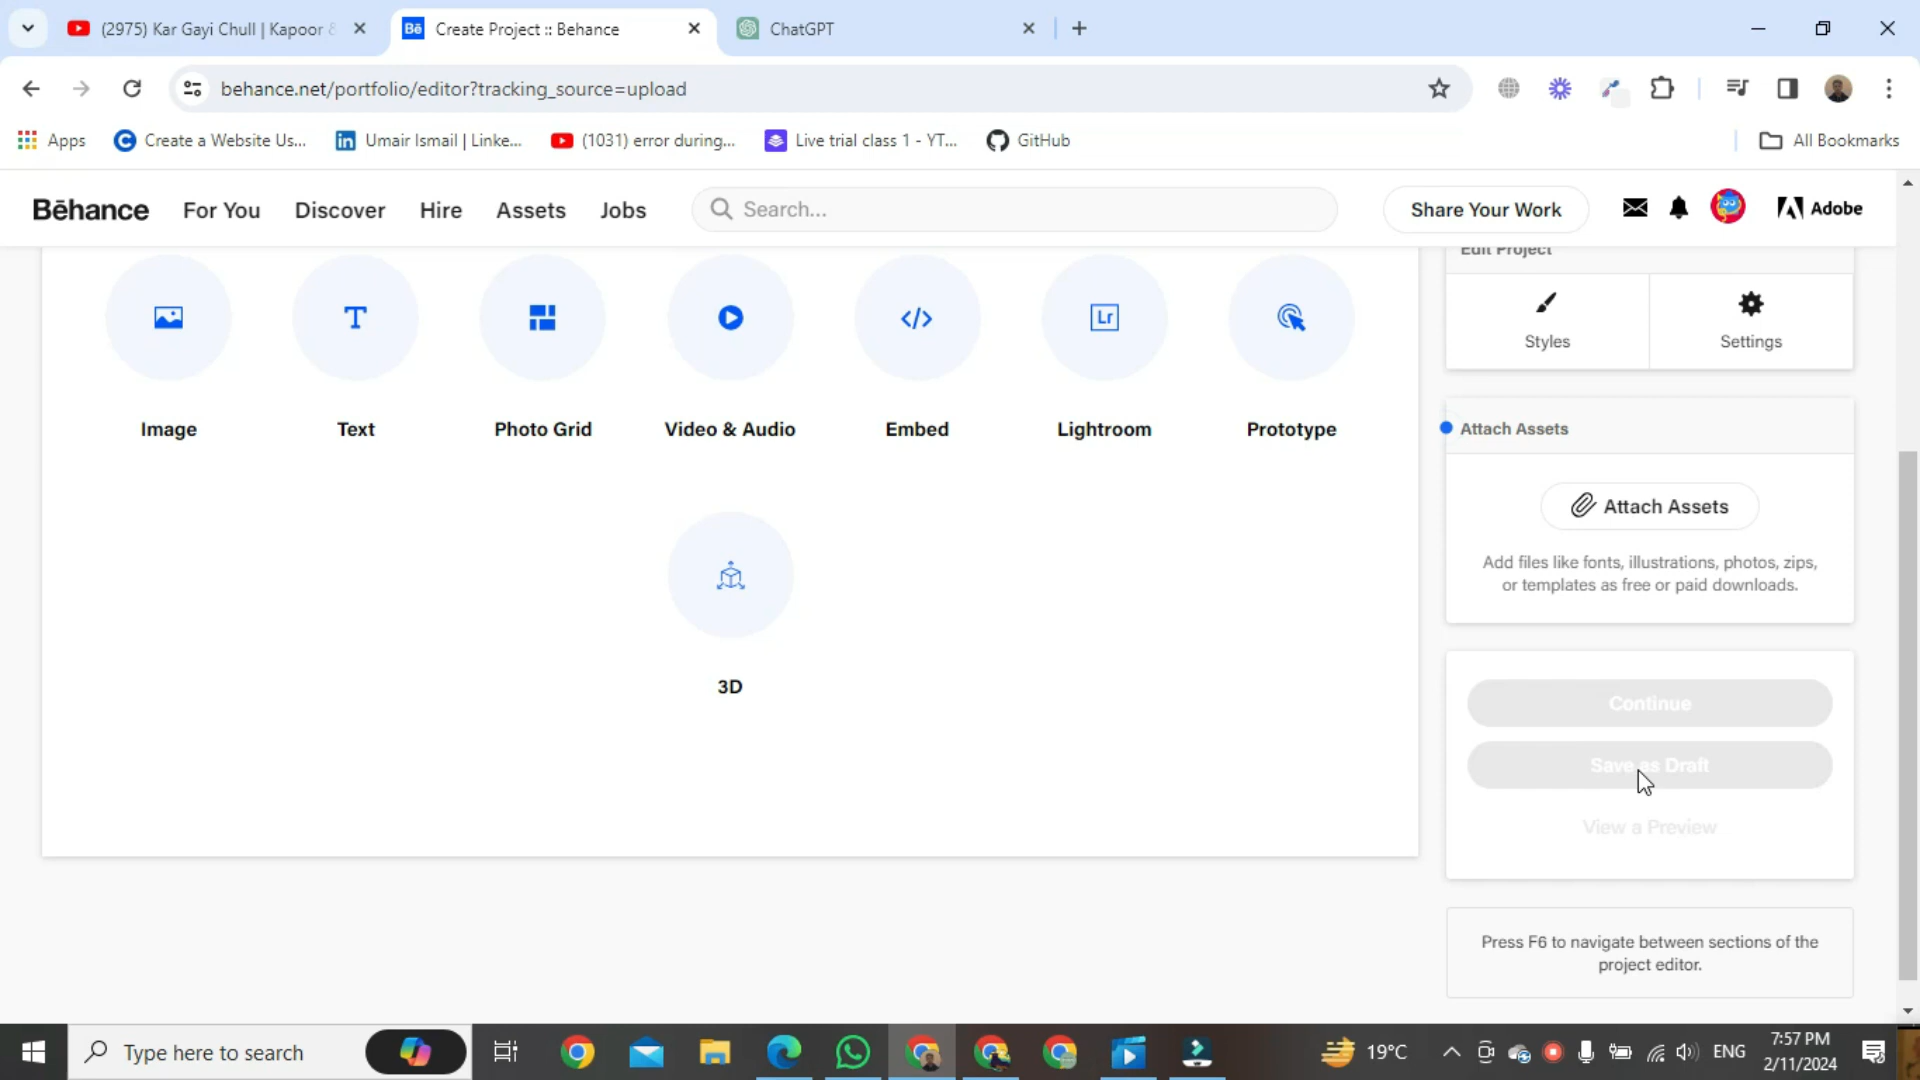 (2975) Kar Gayi Chull | Kapoor &
Bē Create Project :: Behance
ChatGPT
behance.net/portfolio/editor?tracking_source=upload
Apps
C Create a Website Us...
in Umair Ismail | Linke...
(1031) error during...
Live trial class 1 - YT...
GitHub
All Bookmarks
Bēhance
For You
Discover
Hire
Assets
Jobs
Search...
Share Your Work
Adobe
Edit Project
Styles
Settings
T
</>
Lr
Image
Text
Photo Grid
Video & Audio
Embed
Lightroom
Prototype
3D
Attach Assets
Attach Assets
Add files like fonts, illustrations, photos, zips,
or templates as free or paid downloads.
Continue
Save as Draft
View a Preview
Press F6 to navigate between sections of the
project editor.
Type here to search
19°C
ENG
7:57 PM
2/11/2024